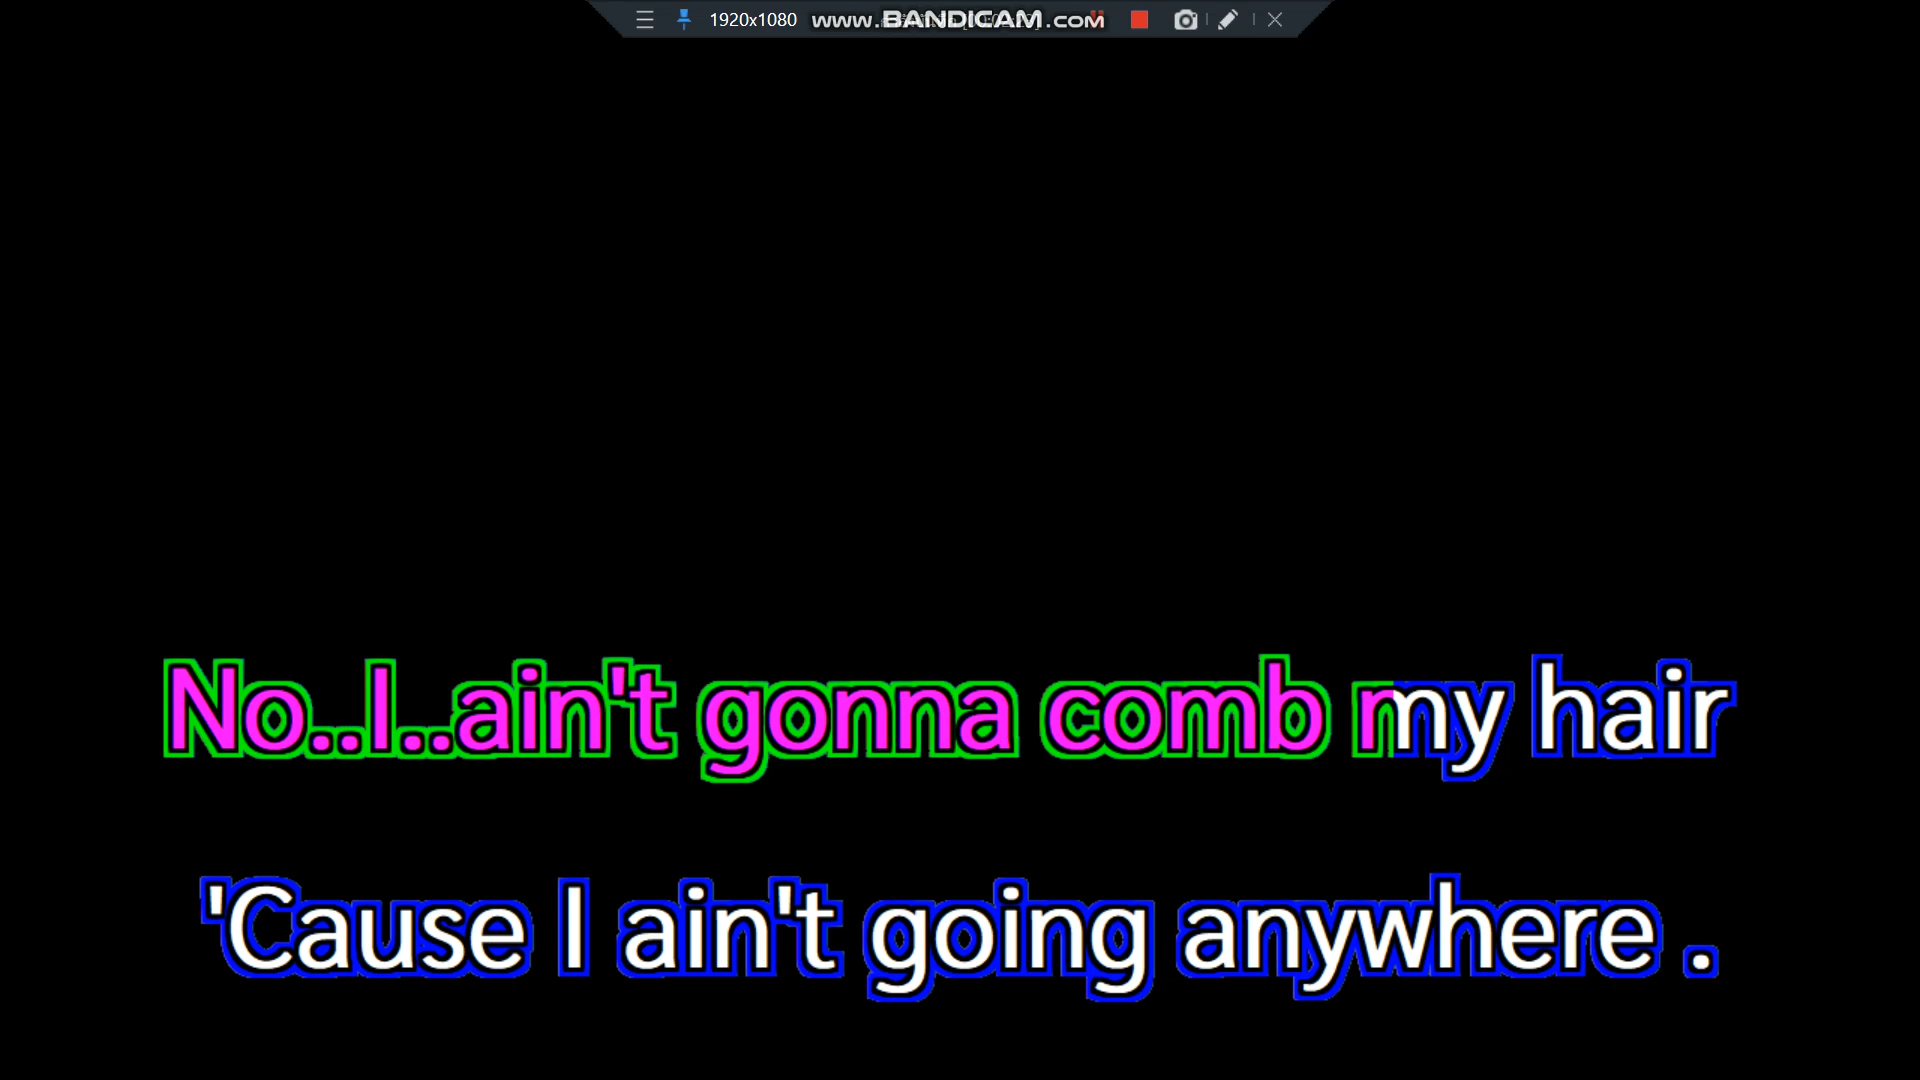 1920x1080 www.BANDICAM.com
No..I..ain't gonna comb my hair
'Cause I ain't going anywhere .